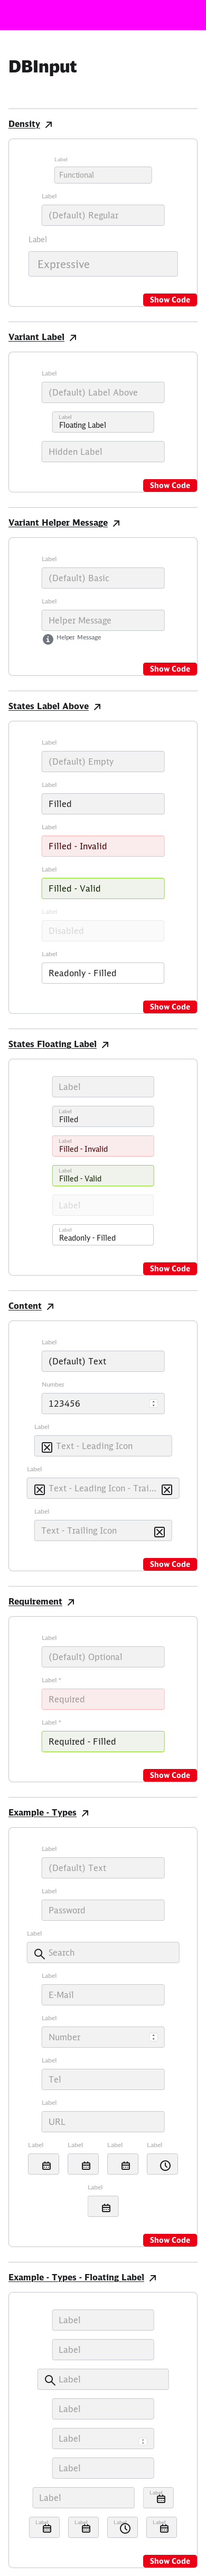 DBInput
Density
Label
Functional
Label
(Default) Regular
Label
Expressive
Show Code
Variant Label
Label
(Default) Label Above
Label
Floating Label
Hidden Label
Show Code
Variant Helper Message
Label
(Default) Basic
Label
Helper Message
Helper Message
Show Code
States Label Above
Label
(Default) Empty
Label
Filled
Label
Filled - Invalid
Label
Filled - Valid
Label
Disabled
Label
Readonly - Filled
Show Code
States Floating Label
Label
Label
Filled
Label
Filled - Invalid
Label
Filled - Valid
Label
Label
Readonly - Filled
Show Code
Content
Label
(Default) Text
Number
123456
Label
Text - Leading Icon
Label
Text - Leading Icon - Trai...
Label
Text - Trailing Icon
Show Code
Requirement
Label
(Default) Optional
Label *
Required
Label *
Required - Filled
Show Code
Example - Types
Label
(Default) Text
Label
Password
Label
Search
Label
E-Mail
Label
Number
Label
Tel
Label
URL
Label Label Label Label
Label
Show Code
Example - Types - Floating Label
Label
Label
Label
Label
Label
Label
Label Label
Label Label Label Label
Show Code